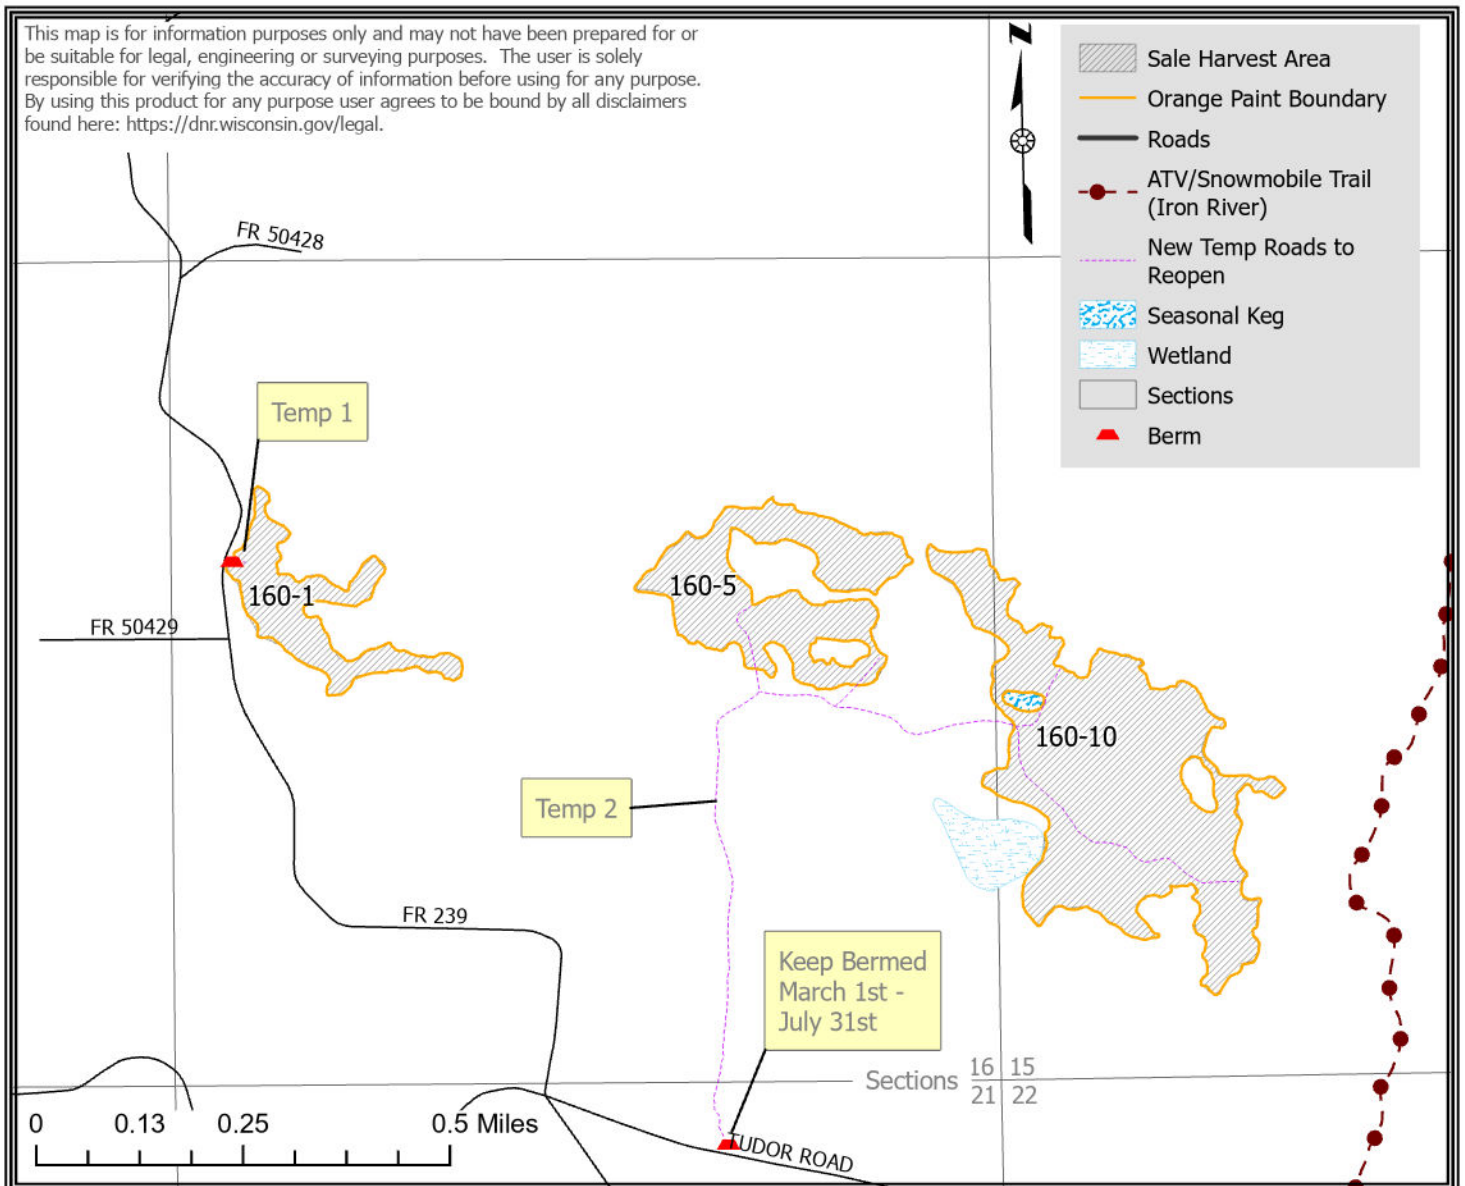 This map is for information purposes only and may not have been prepared for or
be suitable for legal, engineering or surveying purposes.  The user is solely
responsible for verifying the accuracy of information before using for any purpose.
By using this product for any purpose user agrees to be bound by all disclaimers
found here: https://dnr.wisconsin.gov/legal.
Z
Sale Harvest Area
Orange Paint Boundary
Roads
ATV/Snowmobile Trail
(Iron River)
New Temp Roads to
Reopen
Seasonal Keg
Wetland
Sections
Berm
FR 50428
Temp 1
160-1
160-5
FR 50429
160-10
Temp 2
FR 239
Keep Bermed
March 1st -
July 31st
Sections
16 15
21 22
0 0.13 0.25 0.5 Miles
TUDOR ROAD